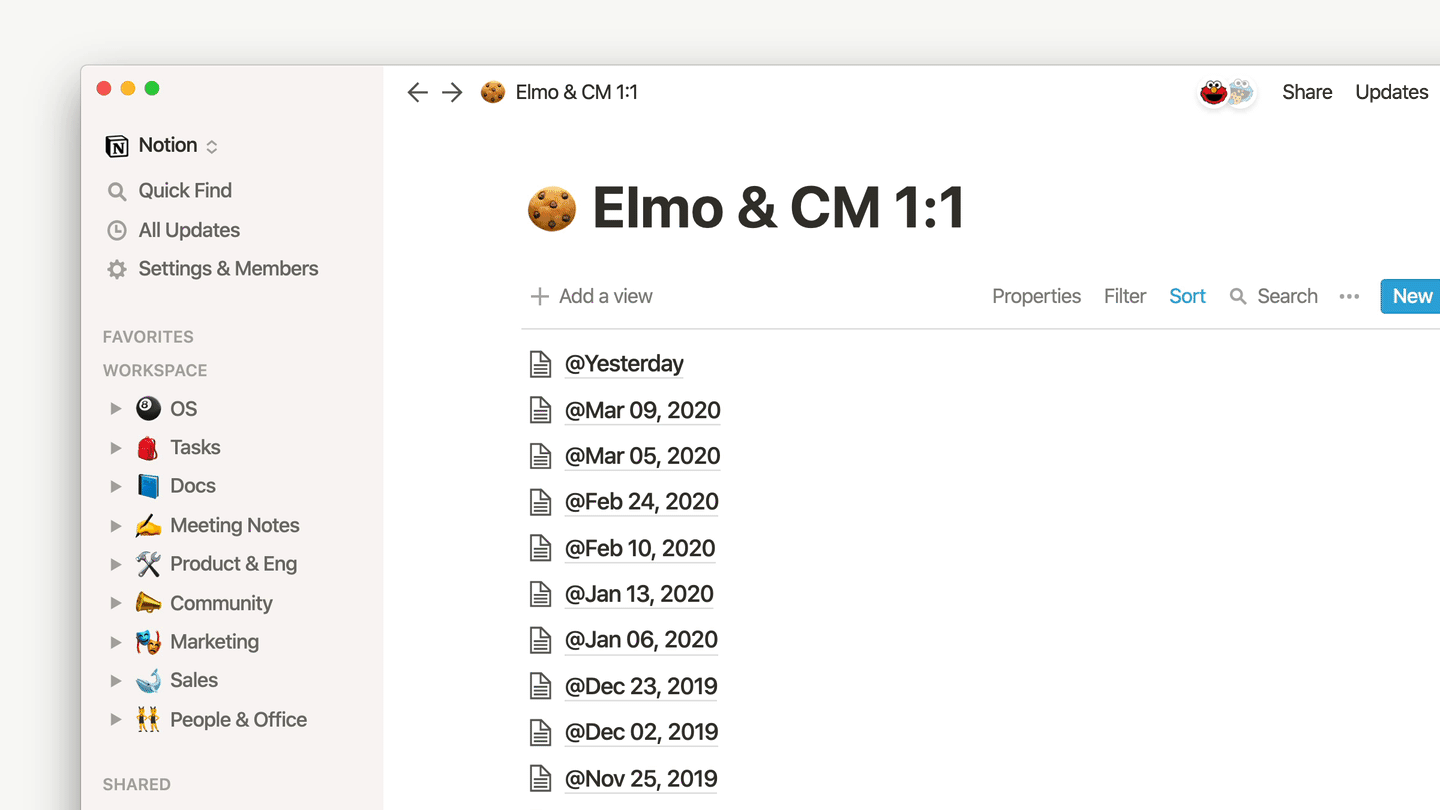 Elmo & CM 1:1
Share
Updates
Notion
Quick Find
All Updates
Settings & Members
FAVORITES
WORKSPACE
OS
Tasks
Docs
Meeting Notes
Product & Eng
Community
Marketing
Sales
People & Office
SHARED
Elmo & CM 1:1
Add a view
Properties
Filter
Sort
Search
New
@Yesterday
@Mar 09, 2020
@Mar 05, 2020
@Feb 24, 2020
@Feb 10, 2020
@Jan 13, 2020
@Jan 06, 2020
@Dec 23, 2019
@Dec 02, 2019
@Nov 25, 2019